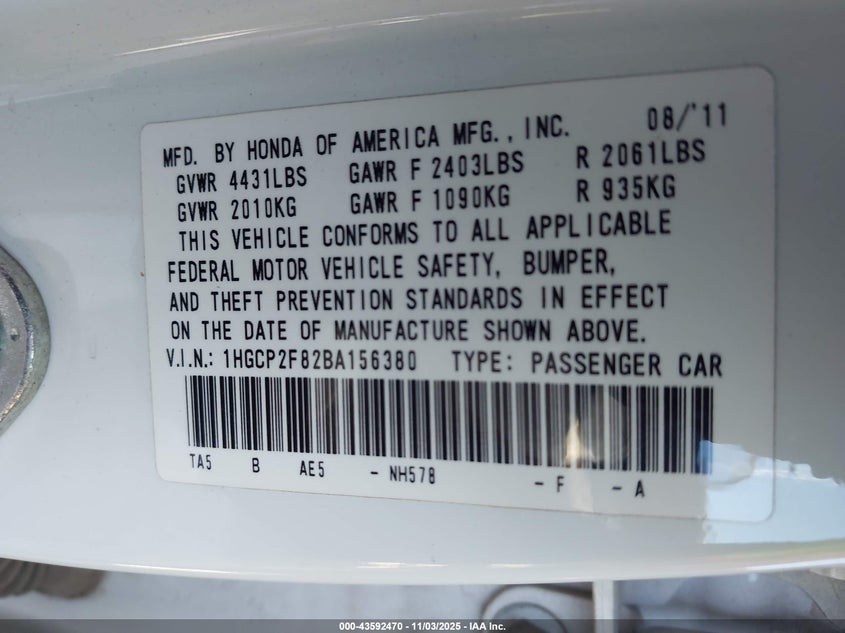 MFD. BY HONDA OF AMERICA MFG., INC. 08/'11
GVWR 4431LBS GAWR F 2403LBS R 2061LBS
GVWR 2010KG GAWR F 1090KG R 935KG
THIS VEHICLE CONFORMS TO ALL APPLICABLE
FEDERAL MOTOR VEHICLE SAFETY, BUMPER,
AND THEFT PREVENTION STANDARDS IN EFFECT
ON THE DATE OF MANUFACTURE SHOWN ABOVE.
V.I.N.: 1HGCP2F82BA156380 TYPE: PASSENGER CAR
TA5 B AE5 - NH578 - F - A
000-43592470 - 11/03/2025 - IAA Inc.